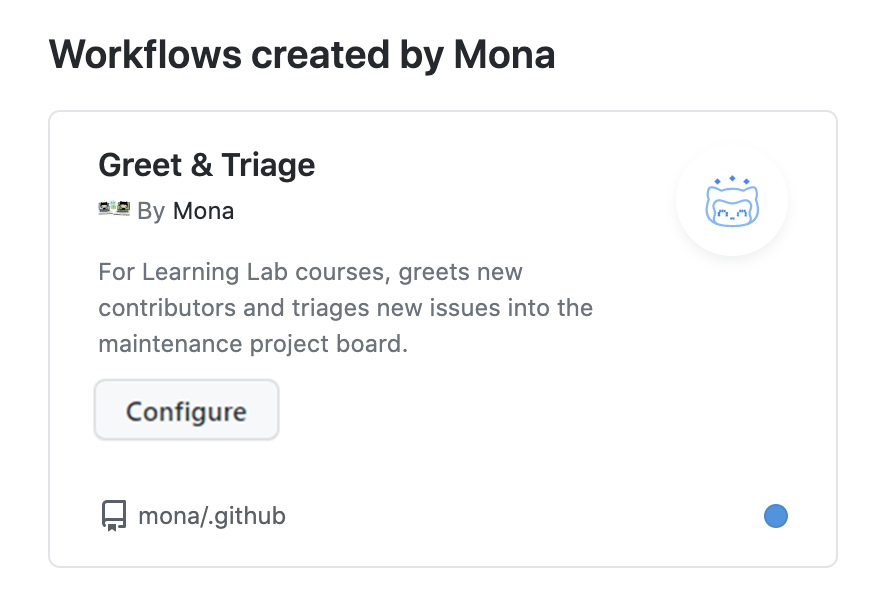 Workflows created by Mona
Greet & Triage
By Mona
For Learning Lab courses, greets new
contributors and triages new issues into the
maintenance project board.
Configure
mona/.github